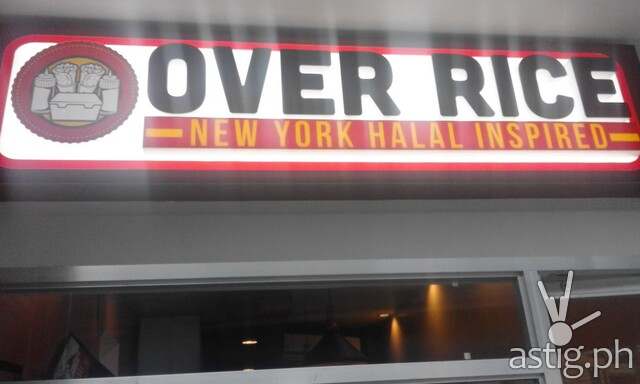 OVER RICE
NEW YORK HALAL INSPIRED
astig.ph